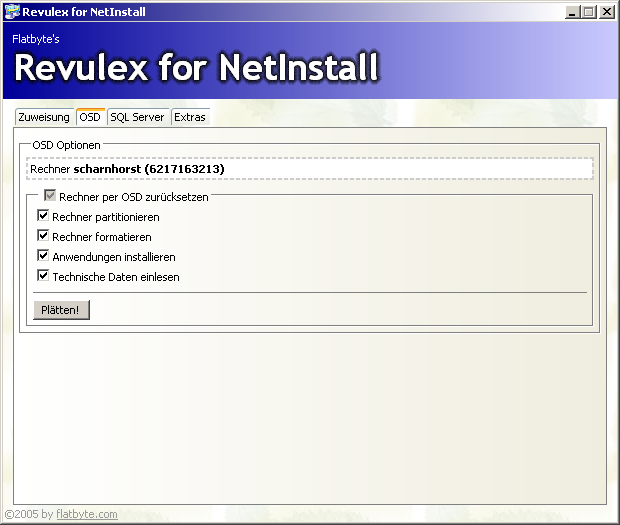 Revulex for NetInstall
Flatbyte's
Revulex for NetInstall
Zuweisung OSD SQL Server Extras
OSD Optionen
Rechner scharnhorst (6217163213)
Rechner per OSD zurücksetzen
Rechner partitionieren
Rechner formatieren
Anwendungen installieren
Technische Daten einlesen
Plätten!
©2005 by flatbyte.com